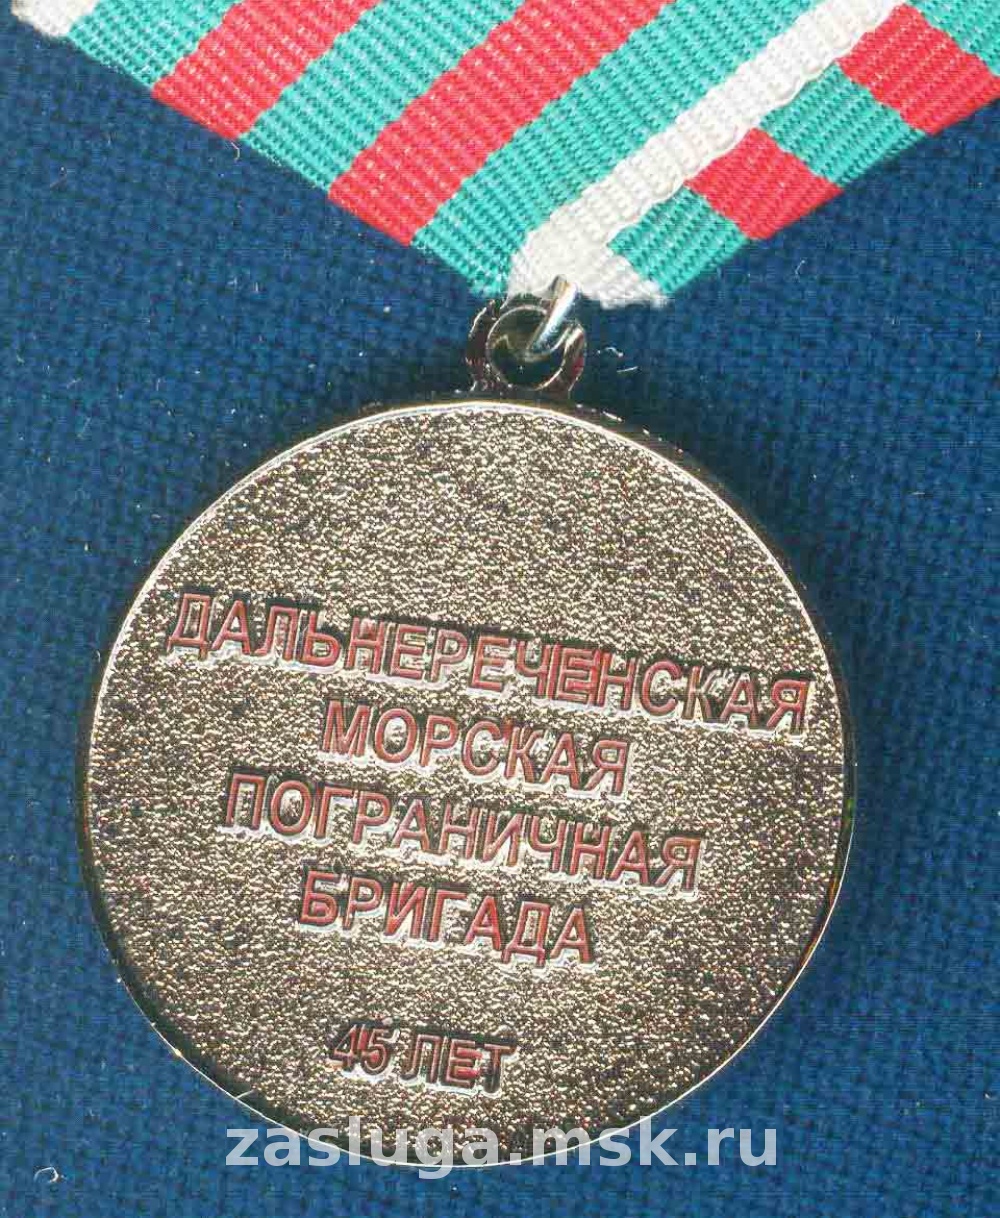 ДАЛЬНЕРЕЧЕНСКАЯ
МОРСКАЯ
ПОГРАНИЧНАЯ
БРИГАДА
45 ЛЕТ
zasluga.msk.ru